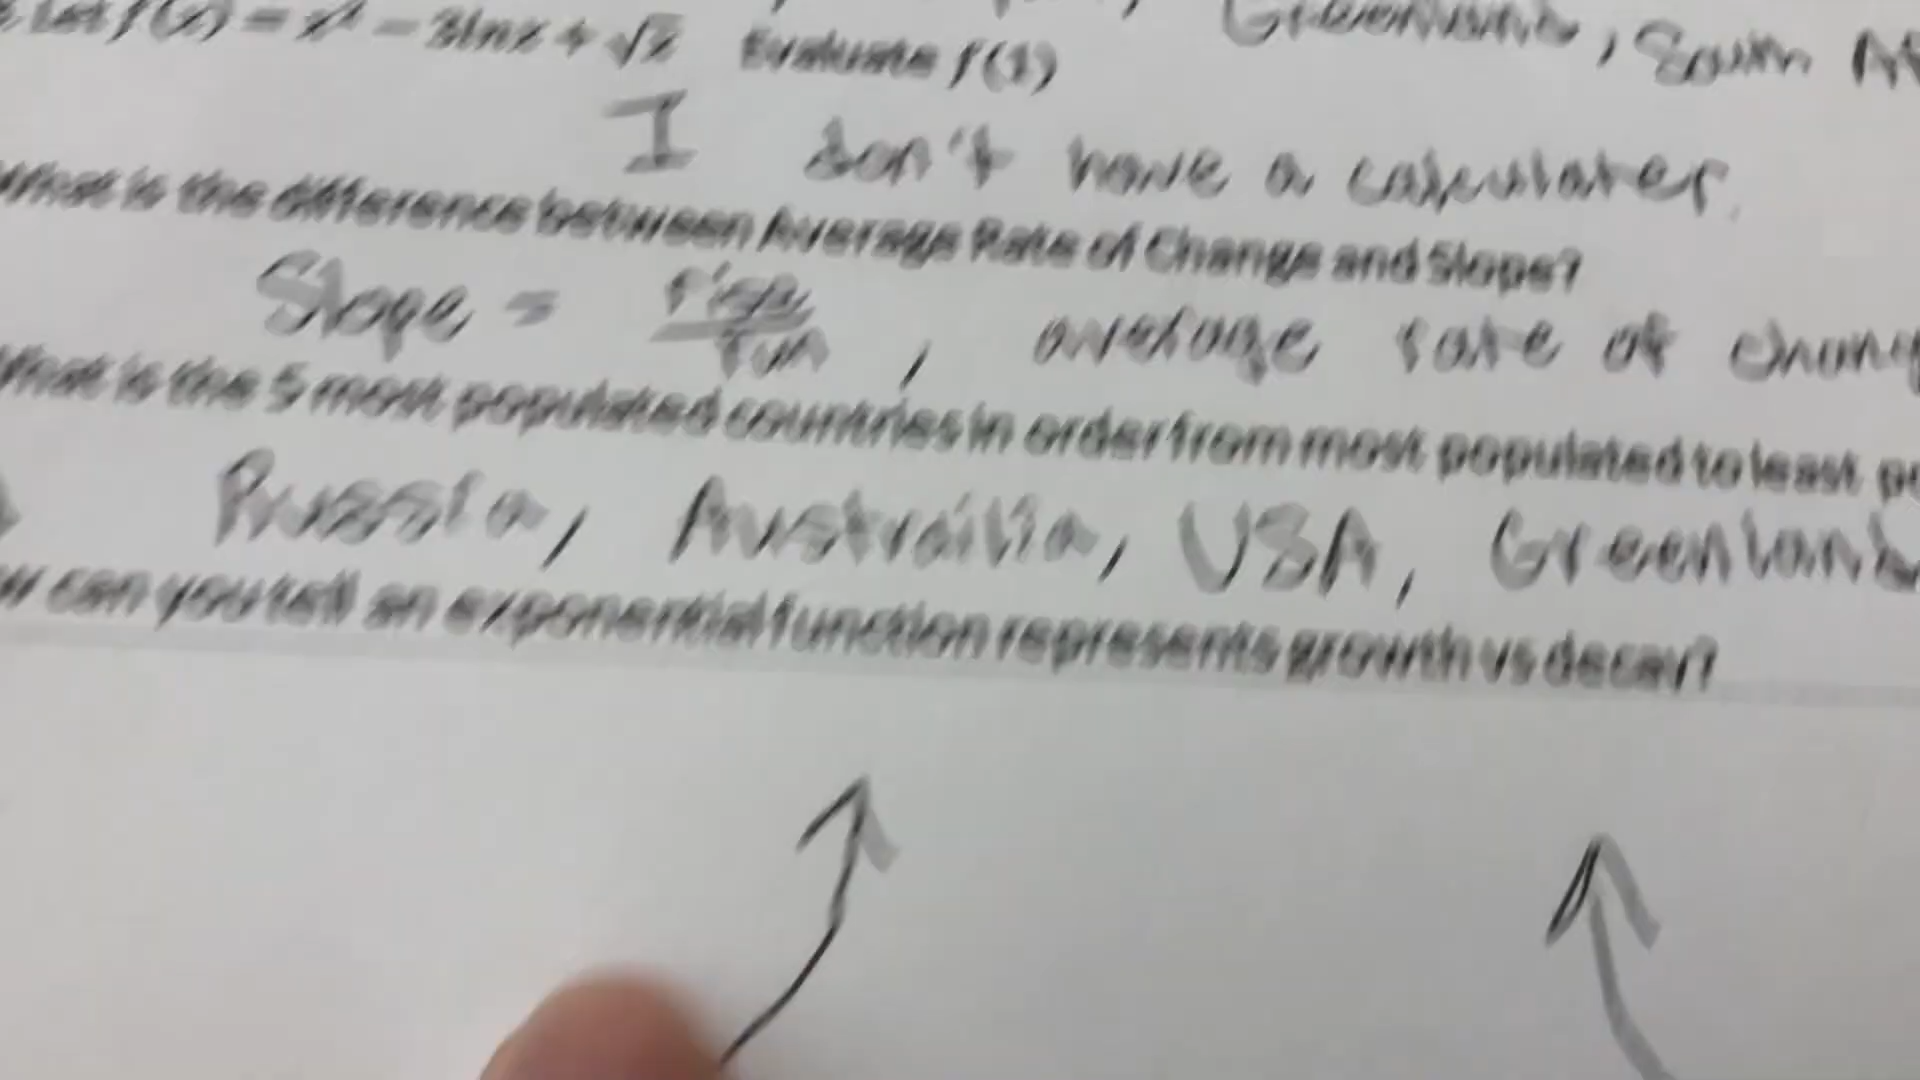 Let f(x) = x² - 3lnx + √x Evaluate f(1)
Greenland, South
I don't have a calculater.
What is the difference between Average Rate of Change and Slope?
Slope = rise/run, average rate of chang
What is the 5 most populated countries in order from most populated to least
Russia, Austrailia, USA, Greenland
can you tell an exponential function represents growth vs decay?